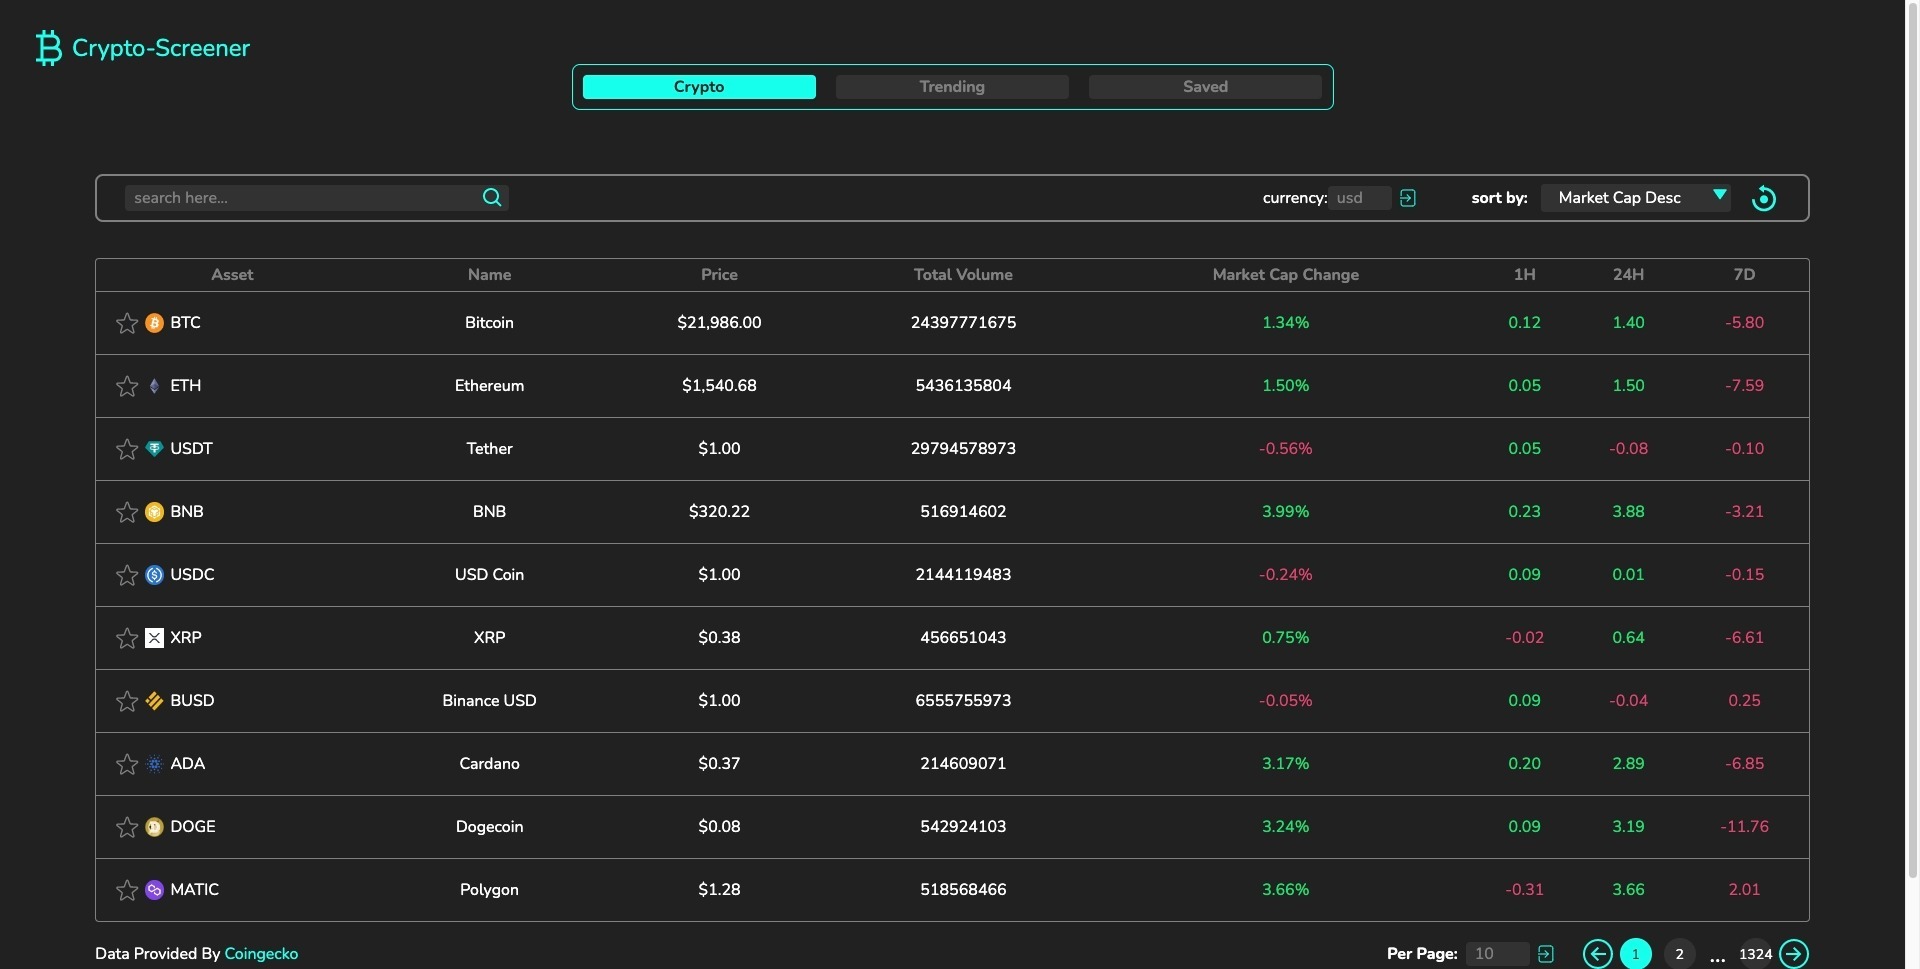 Crypto-Screener
Crypto Trending Saved
search here... currency: usd sort by: Market Cap Desc
Asset Name Price Total Volume Market Cap Change 1H 24H 7D
BTC Bitcoin $21,986.00 24397771675 1.34% 0.12 1.40 -5.80
ETH Ethereum $1,540.68 5436135804 1.50% 0.05 1.50 -7.59
USDT Tether $1.00 29794578973 -0.56% 0.05 -0.08 -0.10
BNB BNB $320.22 516914602 3.99% 0.23 3.88 -3.21
USDC USD Coin $1.00 2144119483 -0.24% 0.09 0.01 -0.15
XRP XRP $0.38 456651043 0.75% -0.02 0.64 -6.61
BUSD Binance USD $1.00 6555755973 -0.05% 0.09 -0.04 0.25
ADA Cardano $0.37 214609071 3.17% 0.20 2.89 -6.85
DOGE Dogecoin $0.08 542924103 3.24% 0.09 3.19 -11.76
MATIC Polygon $1.28 518568466 3.66% -0.31 3.66 2.01
Data Provided By Coingecko Per Page: 10 1 2 ... 1324